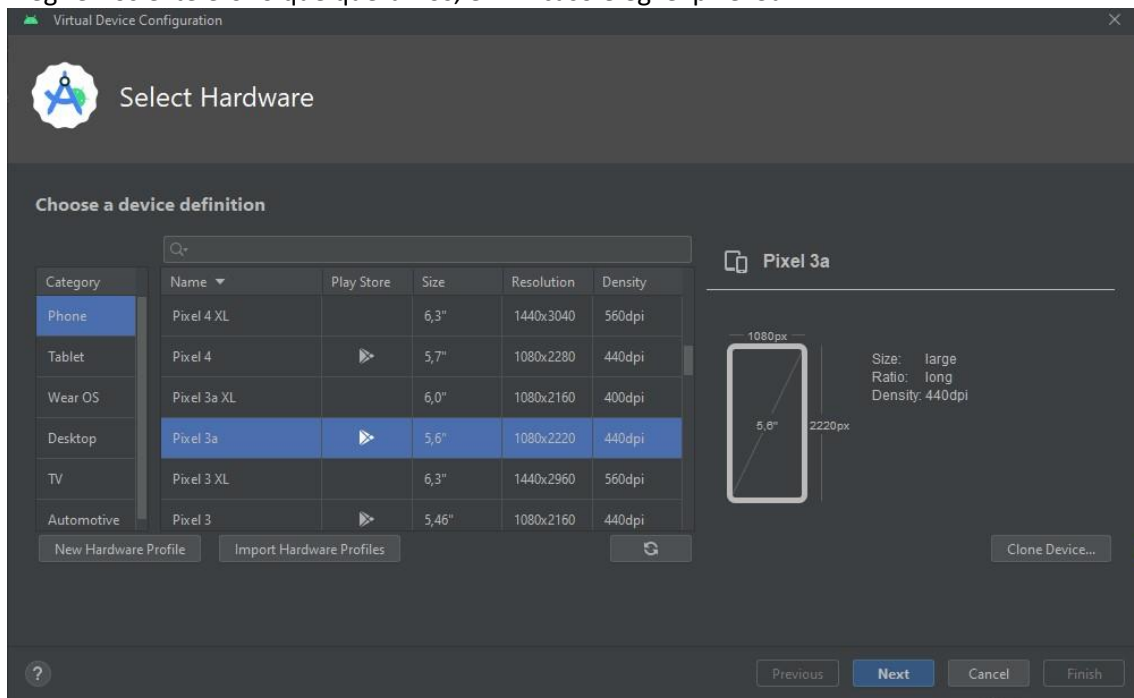 Virtual Device Configuration
Select Hardware
Choose a device definition
Category
Phone
Tablet
Wear OS
Desktop
TV
Automotive
Name Play Store Size Resolution Density
Pixel 4 XL 6,3" 1440x3040 560dpi
Pixel 4 5,7" 1080x2280 440dpi
Pixel 3a XL 6,0" 1080x2160 400dpi
Pixel 3a 5,6" 1080x2220 440dpi
Pixel 3 XL 6,3" 1440x2960 560dpi
Pixel 3 5,46" 1080x2160 440dpi
New Hardware Profile Import Hardware Profiles
Pixel 3a
1080px
5,6" 2220px
Size: large
Ratio: long
Density: 440dpi
Clone Device...
? Previous Next Cancel Finish